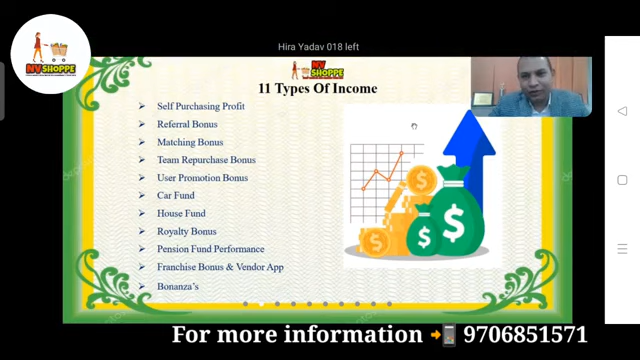 Hira Yadav 018 left
NV SHOPPE
NV SHOPPE
11 Types Of Income
Self Purchasing Profit
Referral Bonus
Matching Bonus
Team Repurchase Bonus
User Promotion Bonus
Car Fund
House Fund
Royalty Bonus
Pension Fund Performance
Franchise Bonus & Vendor App
Bonanza's
For more information 9706851571